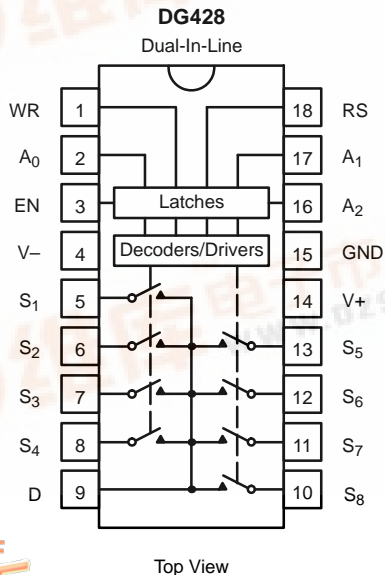 DG428
Dual-In-Line
WR 1 18 RS
A₀ 2 17 A₁
EN 3 Latches 16 A₂
V– 4 Decoders/Drivers 15 GND
S₁ 5 14 V+
S₂ 6 13 S₅
S₃ 7 12 S₆
S₄ 8 11 S₇
D 9 10 S₈
Top View